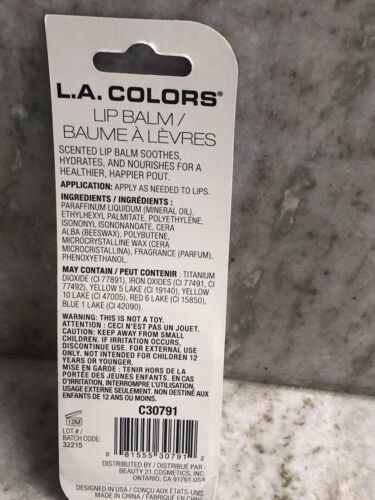 L.A. COLORS®
LIP BALM/
BAUME À LÈVRES
SCENTED LIP BALM SOOTHES,
HYDRATES, AND NOURISHES FOR A
HEALTHIER, HAPPIER POUT.
APPLICATION: APPLY AS NEEDED TO LIPS.
INGREDIENTS / INGRÉDIENTS :
PARAFFINUM LIQUIDUM (MINERAL OIL),
ETHYLHEXYL PALMITATE, POLYETHYLENE,
ISONONYL ISONONANOATE, CERA
ALBA (BEESWAX), POLYBUTENE,
MICROCRYSTALLINE WAX (CERA
MICROCRISTALLINA), FRAGRANCE (PARFUM),
PHENOXYETHANOL.
MAY CONTAIN / PEUT CONTENIR : TITANIUM
DIOXIDE (CI 77891), IRON OXIDES (CI 77491, CI
77492), YELLOW 5 LAKE (CI 19140), YELLOW
10 LAKE (CI 47005), RED 6 LAKE (CI 15850),
BLUE 1 LAKE (CI 42090).
WARNING: THIS IS NOT A TOY.
ATTENTION : CECI N'EST PAS UN JOUET.
CAUTION: KEEP AWAY FROM SMALL
CHILDREN. IF IRRITATION OCCURS,
DISCONTINUE USE. FOR EXTERNAL USE
ONLY. NOT INTENDED FOR CHILDREN 12
YEARS OR YOUNGER.
MISE EN GARDE : TENIR HORS DE LA
PORTÉE DES JEUNES ENFANTS. EN CAS
D'IRRITATION, INTERROMPRE L'UTILISATION.
USAGE EXTERNE SEULEMENT. NON DESTINÉ AUX
ENFANTS DE 12 ANS OU MOINS.
C30791
12M
LOT # /
BATCH CODE:
32215
0 81555 30791 2
DISTRIBUTED BY / DISTRIBUÉ PAR :
BEAUTY 21 COSMETICS, INC.
ONTARIO, CA 91761 USA
DESIGNED IN USA / CONÇU AUX ÉTATS-UNIS
MADE IN CHINA / FABRIQUÉ EN CHINE